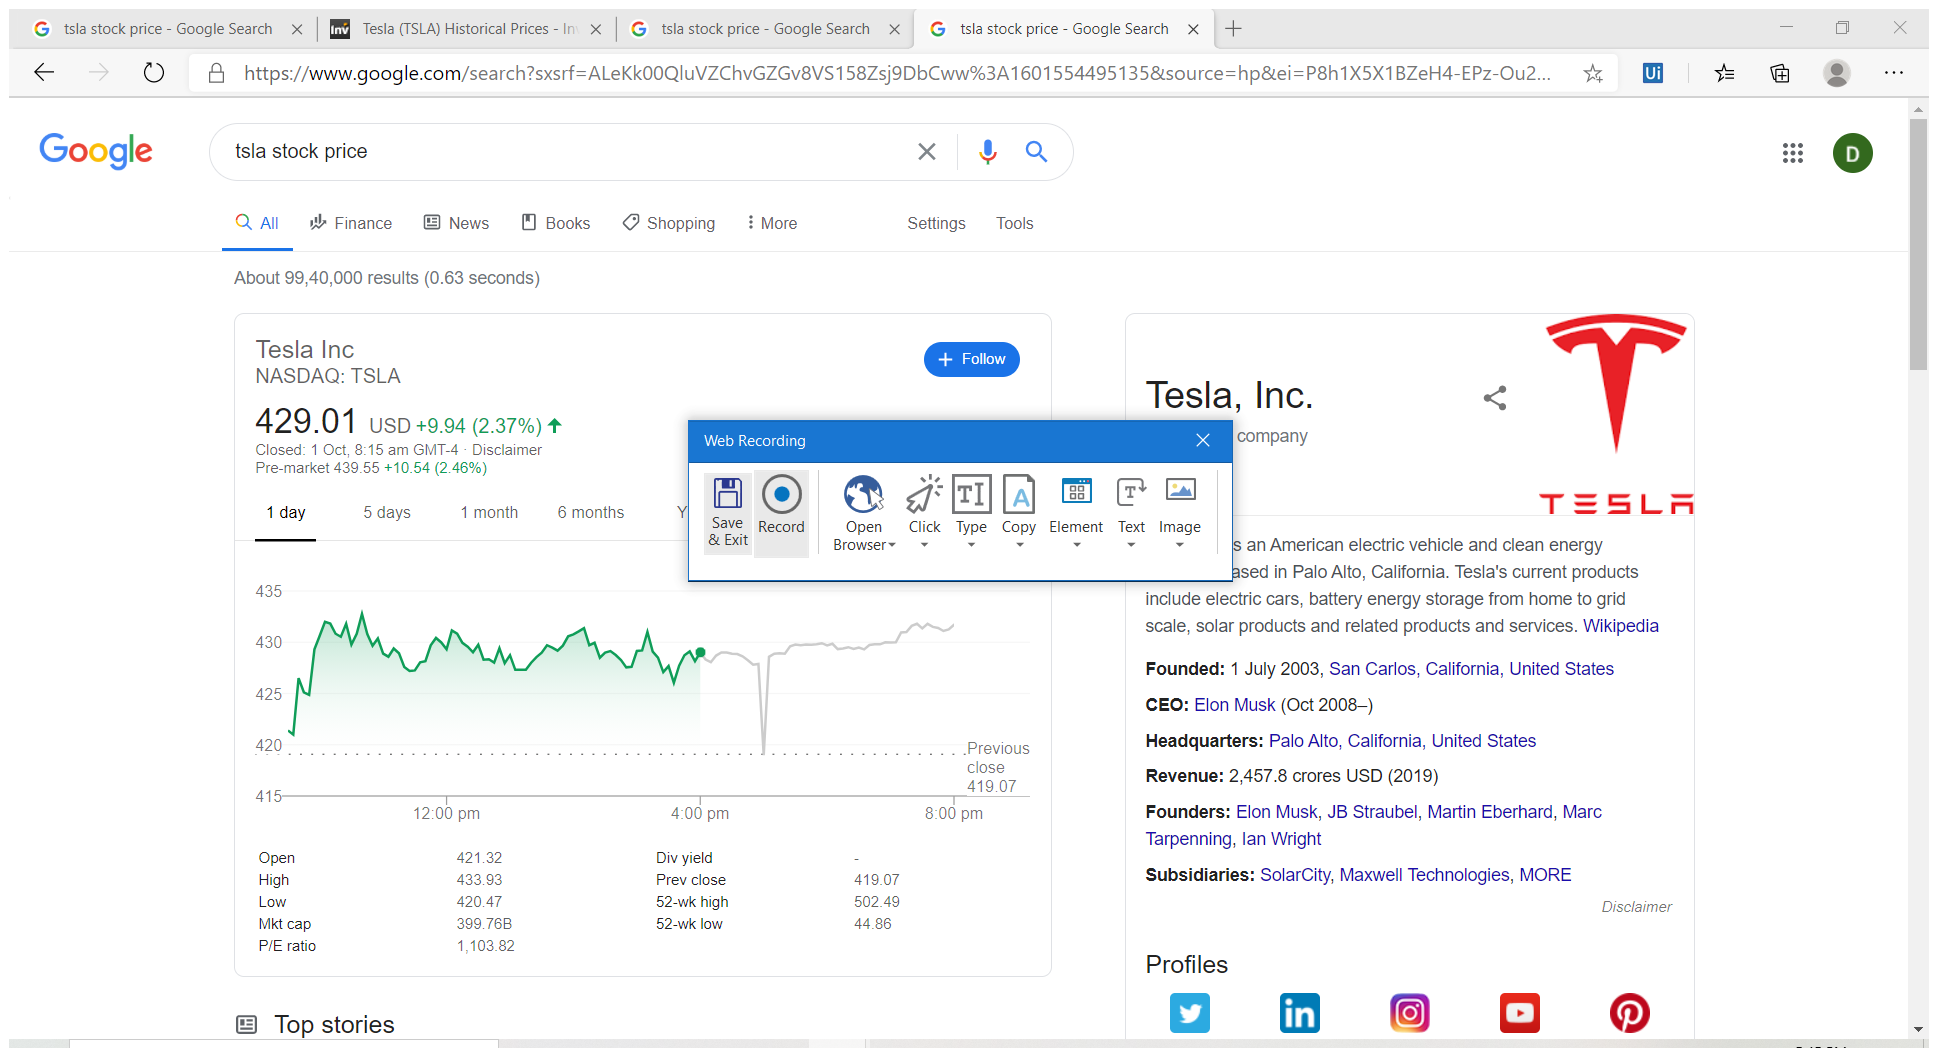 tsla stock price - Google Search
Tesla (TSLA) Historical Prices - In
tsla stock price - Google Search
tsla stock price - Google Search
https://www.google.com/search?sxsrf=ALeKk00QluVZChvGZGv8VS158Zsj9DbCww%3A1601554495135&source=hp&ei=P8h1X5X1BZeH4-EPz-Ou2...
Ui
Google
tsla stock price
D
All
Finance
News
Books
Shopping
More
Settings
Tools
About 99,40,000 results (0.63 seconds)
Tesla Inc
NASDAQ: TSLA
+ Follow
429.01 USD +9.94 (2.37%)
Closed: 1 Oct, 8:15 am GMT-4 · Disclaimer
Pre-market 439.55 +10.54 (2.46%)
1 day
5 days
1 month
6 months
Y
Web Recording
Save
& Exit
Record
Open
Browser
Click
Type
Copy
Element
Text
Image
435
430
425
420
415
Previous
close
419.07
12:00 pm
4:00 pm
8:00 pm
Open 421.32
High 433.93
Low 420.47
Mkt cap 399.76B
P/E ratio 1,103.82
Div yield -
Prev close 419.07
52-wk high 502.49
52-wk low 44.86
Top stories
Tesla, Inc.
company
TESLA
s an American electric vehicle and clean energy
ased in Palo Alto, California. Tesla's current products
include electric cars, battery energy storage from home to grid
scale, solar products and related products and services. Wikipedia
Founded: 1 July 2003, San Carlos, California, United States
CEO: Elon Musk (Oct 2008–)
Headquarters: Palo Alto, California, United States
Revenue: 2,457.8 crores USD (2019)
Founders: Elon Musk, JB Straubel, Martin Eberhard, Marc
Tarpenning, Ian Wright
Subsidiaries: SolarCity, Maxwell Technologies, MORE
Disclaimer
Profiles